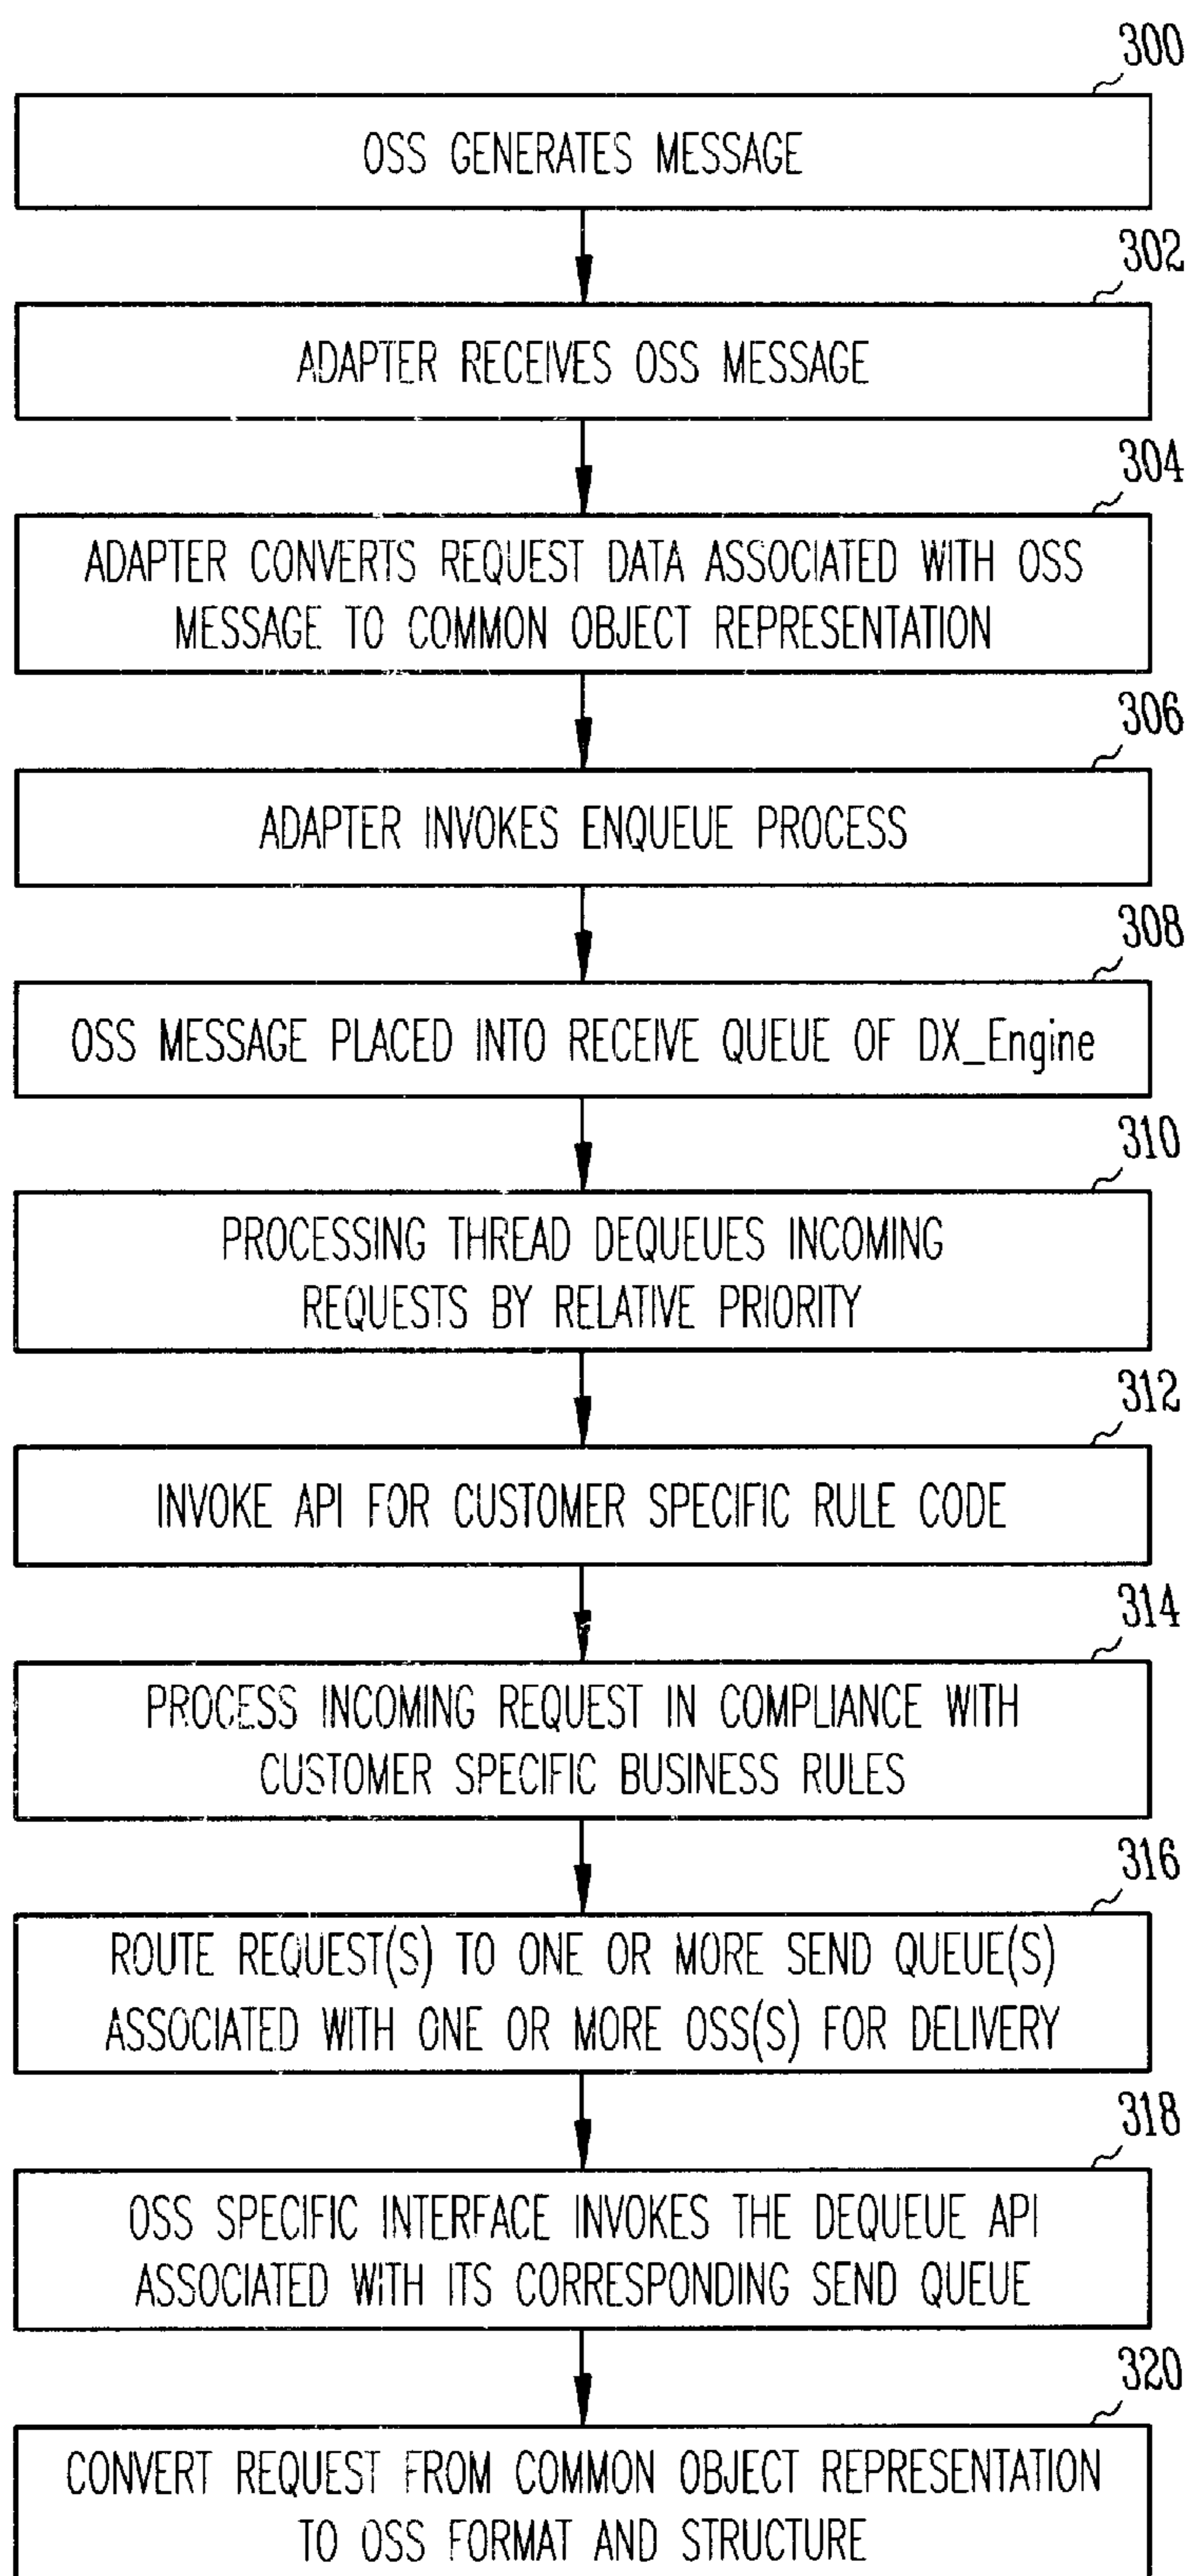 300
OSS GENERATES MESSAGE
302
ADAPTER RECEIVES OSS MESSAGE
304
ADAPTER CONVERTS REQUEST DATA ASSOCIATED WITH OSS
MESSAGE TO COMMON OBJECT REPRESENTATION
306
ADAPTER INVOKES ENQUEUE PROCESS
308
OSS MESSAGE PLACED INTO RECEIVE QUEUE OF DX_Engine
310
PROCESSING THREAD DEQUEUES INCOMING
REQUESTS BY RELATIVE PRIORITY
312
INVOKE API FOR CUSTOMER SPECIFIC RULE CODE
314
PROCESS INCOMING REQUEST IN COMPLIANCE WITH
CUSTOMER SPECIFIC BUSINESS RULES
316
ROUTE REQUEST(S) TO ONE OR MORE SEND QUEUE(S)
ASSOCIATED WITH ONE OR MORE OSS(S) FOR DELIVERY
318
OSS SPECIFIC INTERFACE INVOKES THE DEQUEUE API
ASSOCIATED WITH ITS CORRESPONDING SEND QUEUE
320
CONVERT REQUEST FROM COMMON OBJECT REPRESENTATION
TO OSS FORMAT AND STRUCTURE